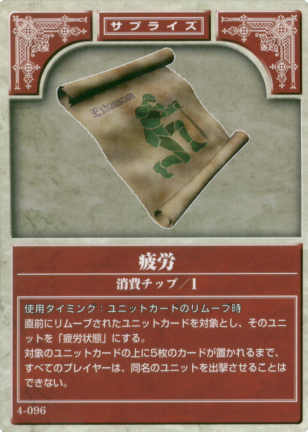 サプライズ
Exhaustion
疲労
消費チップ/1
使用タイミング:ユニットカードのリムーブ時
直前にリムーブされたユニットカードを対象とし、そのユニ
ットを「疲労状態」にする。
対象のユニットカードの上に5枚のカードが置かれるまで、
すべてのプレイヤーは、同名のユニットを出撃させることは
できない。
4-096